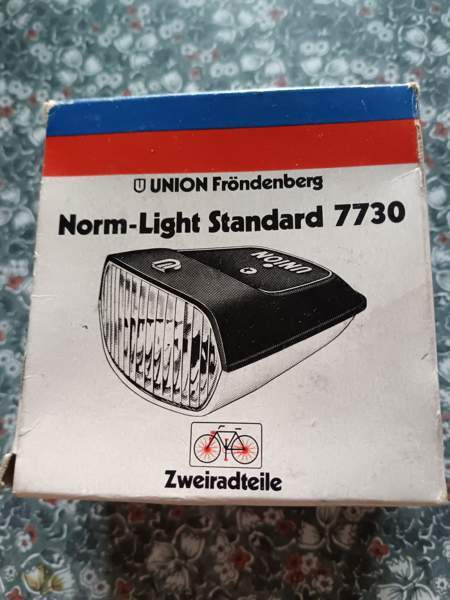 UNION Fröndenberg
Norm-Light Standard 7730
UNION
Zweiradteile